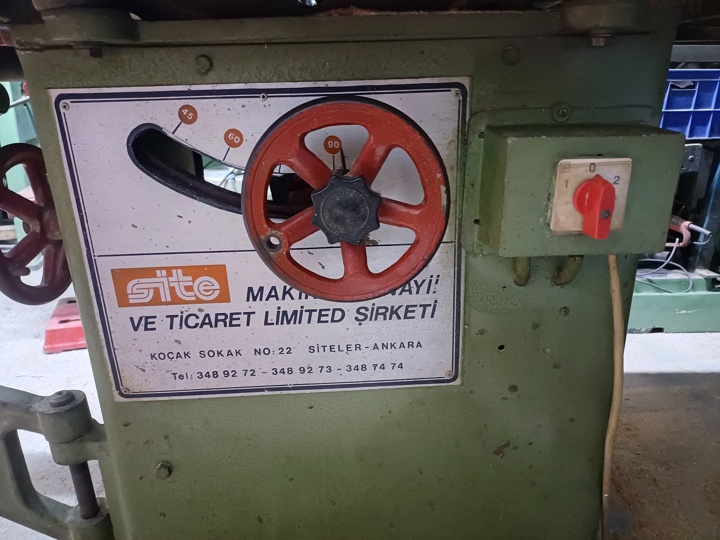 45
60
90
1 0 2
site
MAKİ NAYİİ
VE TİCARET LİMİTED ŞİRKETİ
KOÇAK SOKAK NO: 22 SİTELER-ANKARA
Tel: 348 92 72 - 348 92 73 - 348 74 74